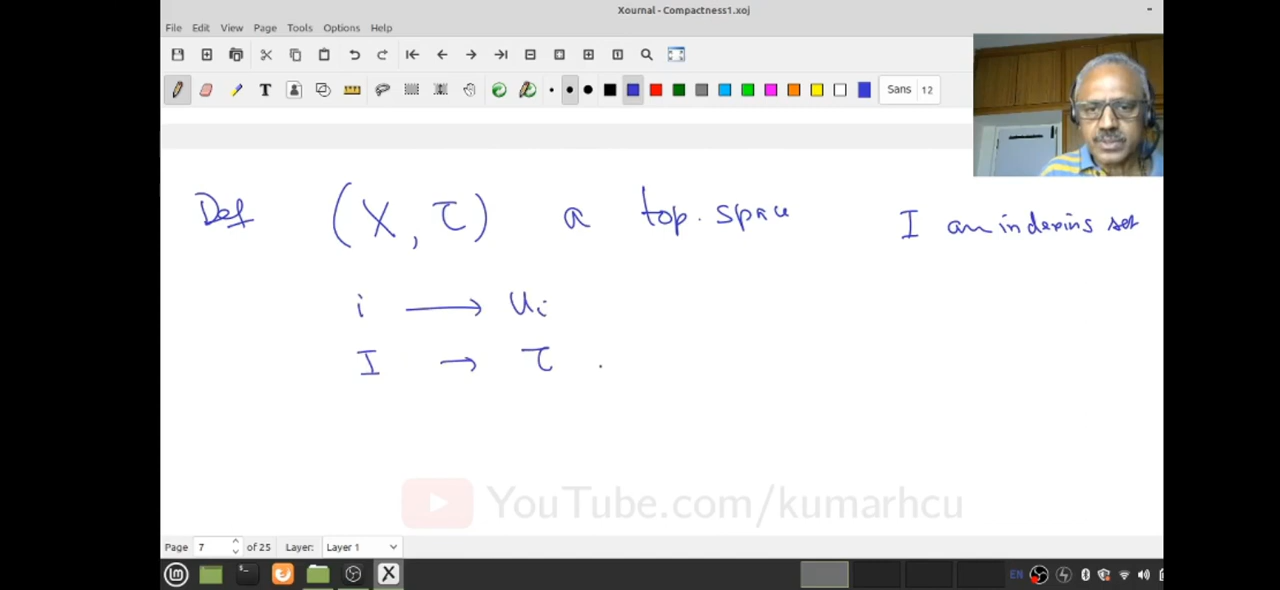 Xournal - Compactness1.xoj
File Edit View Page Tools Options Help
Sans 12
Def (X, τ) a top. space I an indexing set
i → Ui
I → τ .
YouTube.com/kumarhcu
Page 7 of 25 Layer: Layer 1
EN